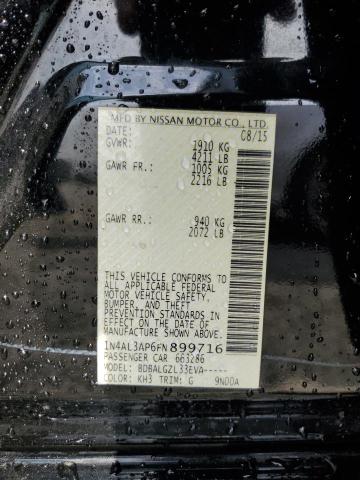 MFD BY NISSAN MOTOR CO., LTD.
DATE: 08/15
GVWR: 1910 KG
4211 LB
GAWR FR.: 1005 KG
2216 LB
GAWR RR.: 940 KG
2072 LB
THIS VEHICLE CONFORMS TO
ALL APPLICABLE FEDERAL
MOTOR VEHICLE SAFETY,
BUMPER, AND THEFT
PREVENTION STANDARDS
IN EFFECT ON THE DATE OF
MANUFACTURE SHOWN ABOVE.
1N4AL3AP6FN899716
PASSENGER CAR 663286
MODEL: BDBALGZL33EVA-----
COLOR: KH3 TRIM: G 9N00A